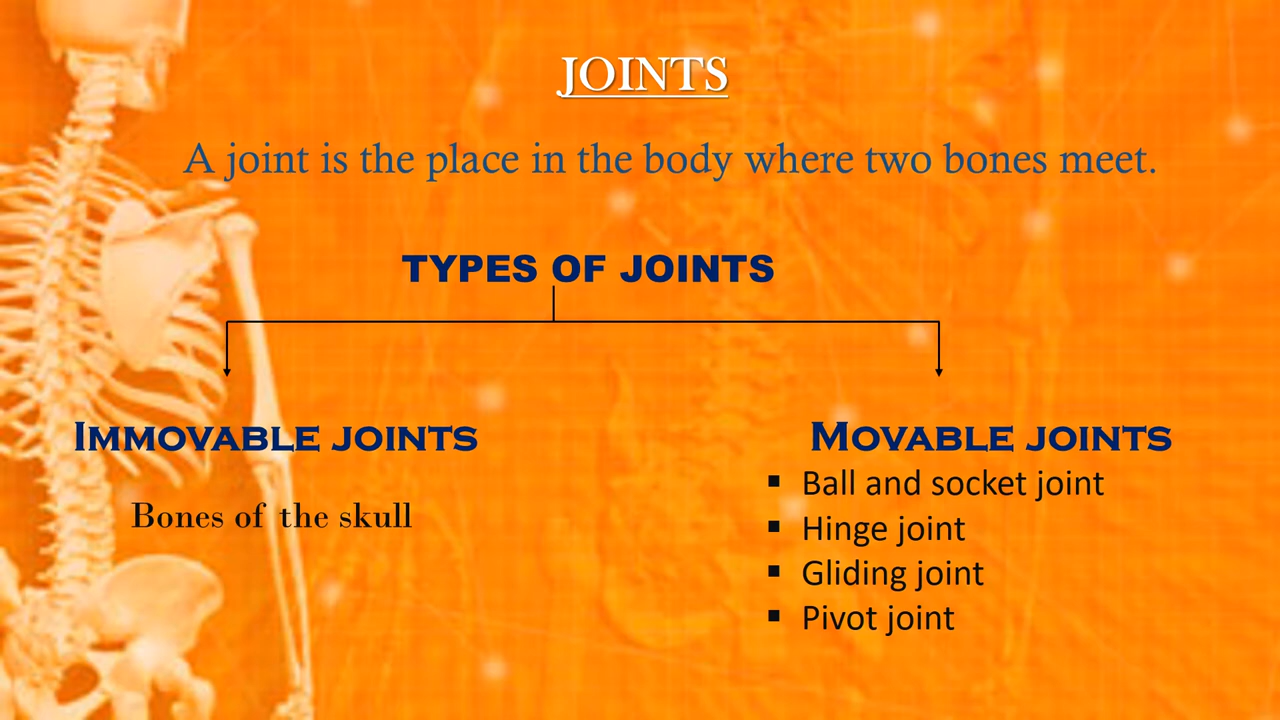 JOINTS
A joint is the place in the body where two bones meet.
TYPES OF JOINTS
IMMOVABLE JOINTS
Bones of the skull
MOVABLE JOINTS
▪ Ball and socket joint
▪ Hinge joint
▪ Gliding joint
▪ Pivot joint